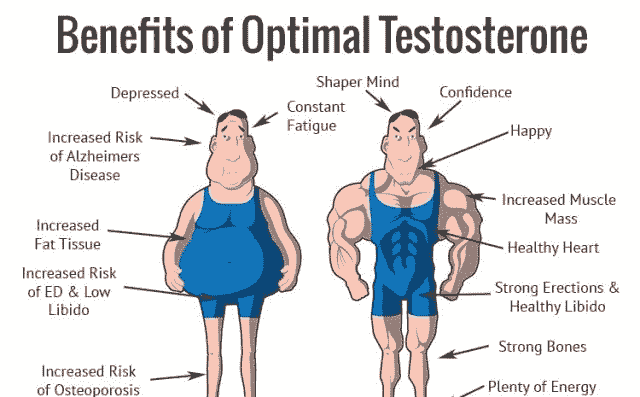 Benefits of Optimal Testosterone
Depressed
Constant
Fatigue
Increased Risk
of Alzheimers
Disease
Increased
Fat Tissue
Increased Risk
of ED & Low
Libido
Increased Risk
of Osteoporosis
Shaper Mind
Confidence
Happy
Increased Muscle
Mass
Healthy Heart
Strong Erections &
Healthy Libido
Strong Bones
Plenty of Energy